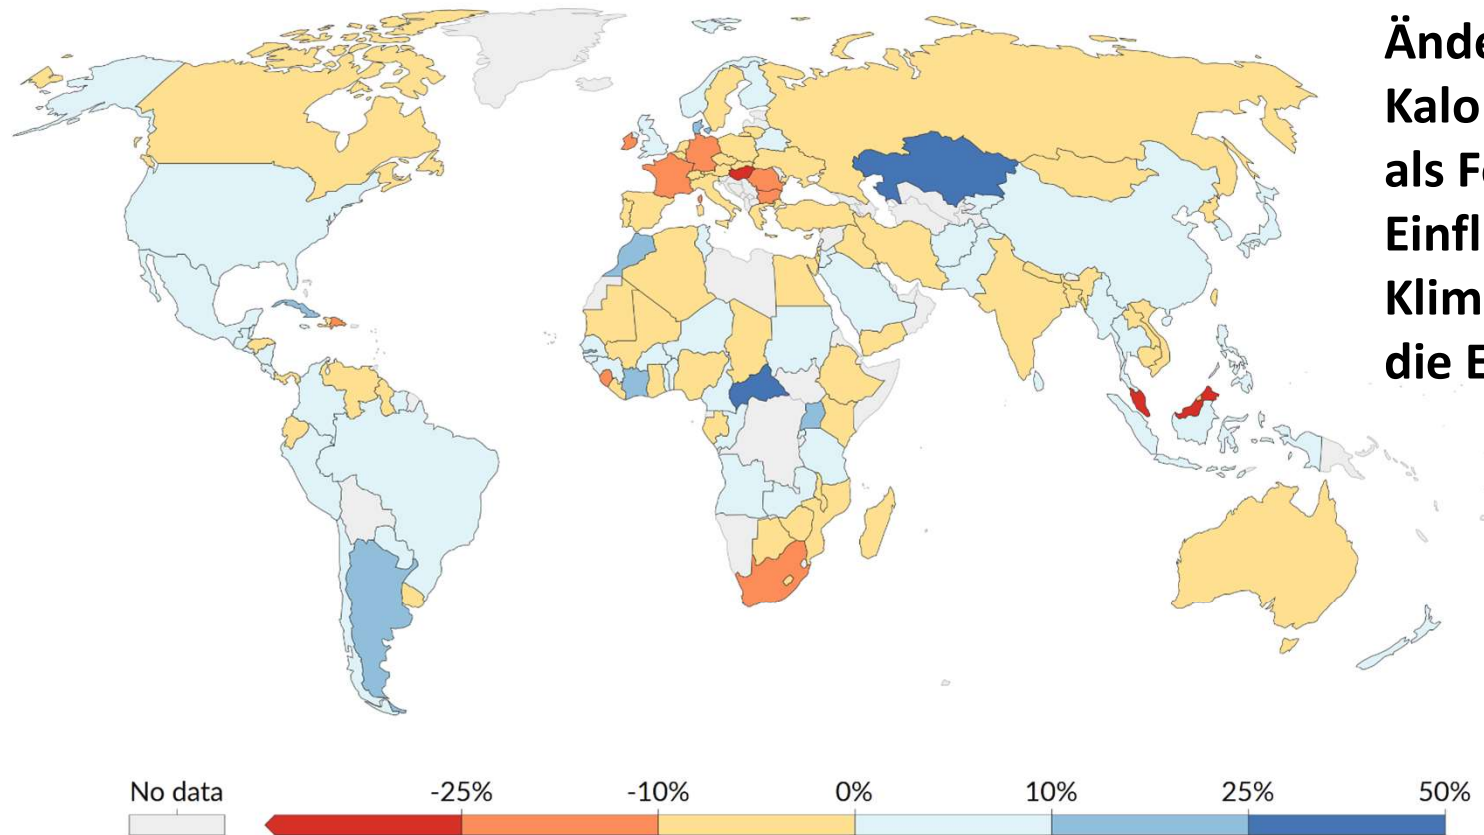 Ände
Kalo
als F
Einfl
Klim
die E
No data
-25%
-10%
0%
10%
25%
50%